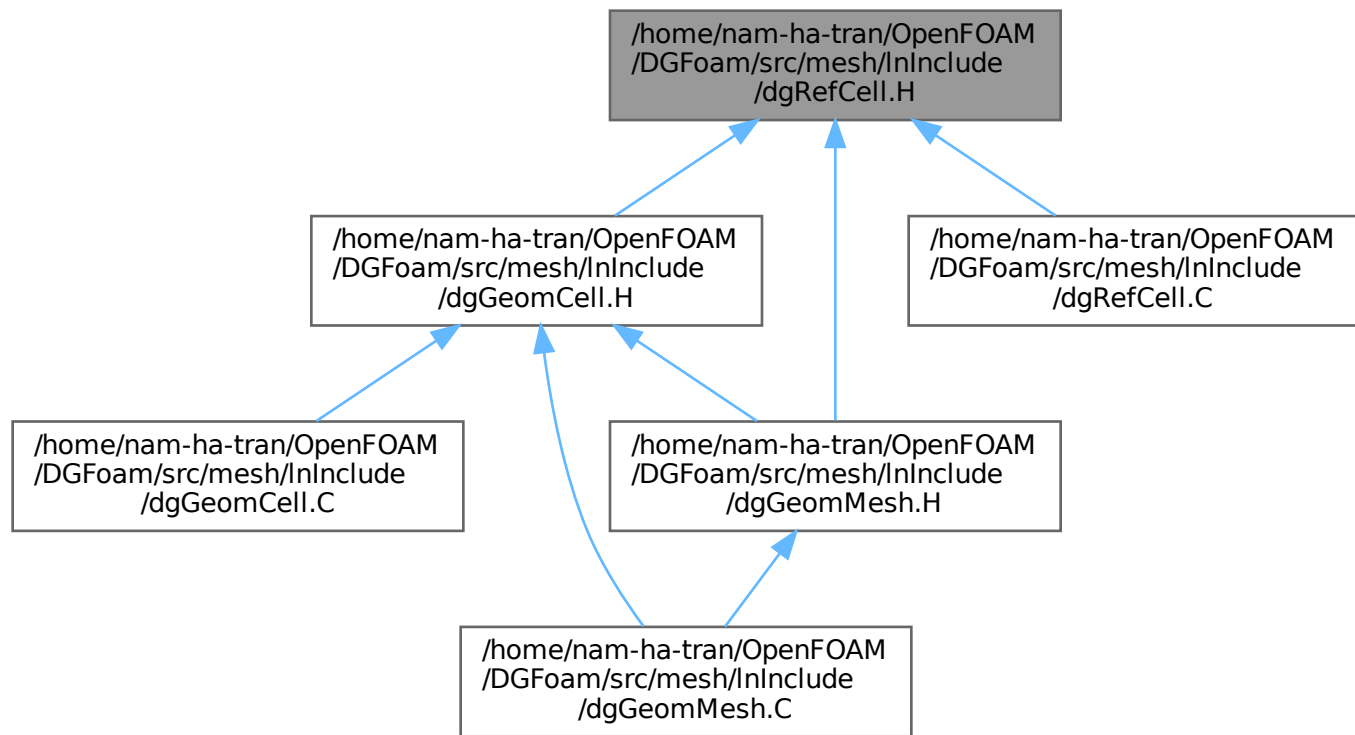 /home/nam-ha-tran/OpenFOAM
/DGFoam/src/mesh/lnInclude
/dgRefCell.H
/home/nam-ha-tran/OpenFOAM
/DGFoam/src/mesh/lnInclude
/dgGeomCell.H
/home/nam-ha-tran/OpenFOAM
/DGFoam/src/mesh/lnInclude
/dgRefCell.C
/home/nam-ha-tran/OpenFOAM
/DGFoam/src/mesh/lnInclude
/dgGeomCell.C
/home/nam-ha-tran/OpenFOAM
/DGFoam/src/mesh/lnInclude
/dgGeomMesh.H
/home/nam-ha-tran/OpenFOAM
/DGFoam/src/mesh/lnInclude
/dgGeomMesh.C